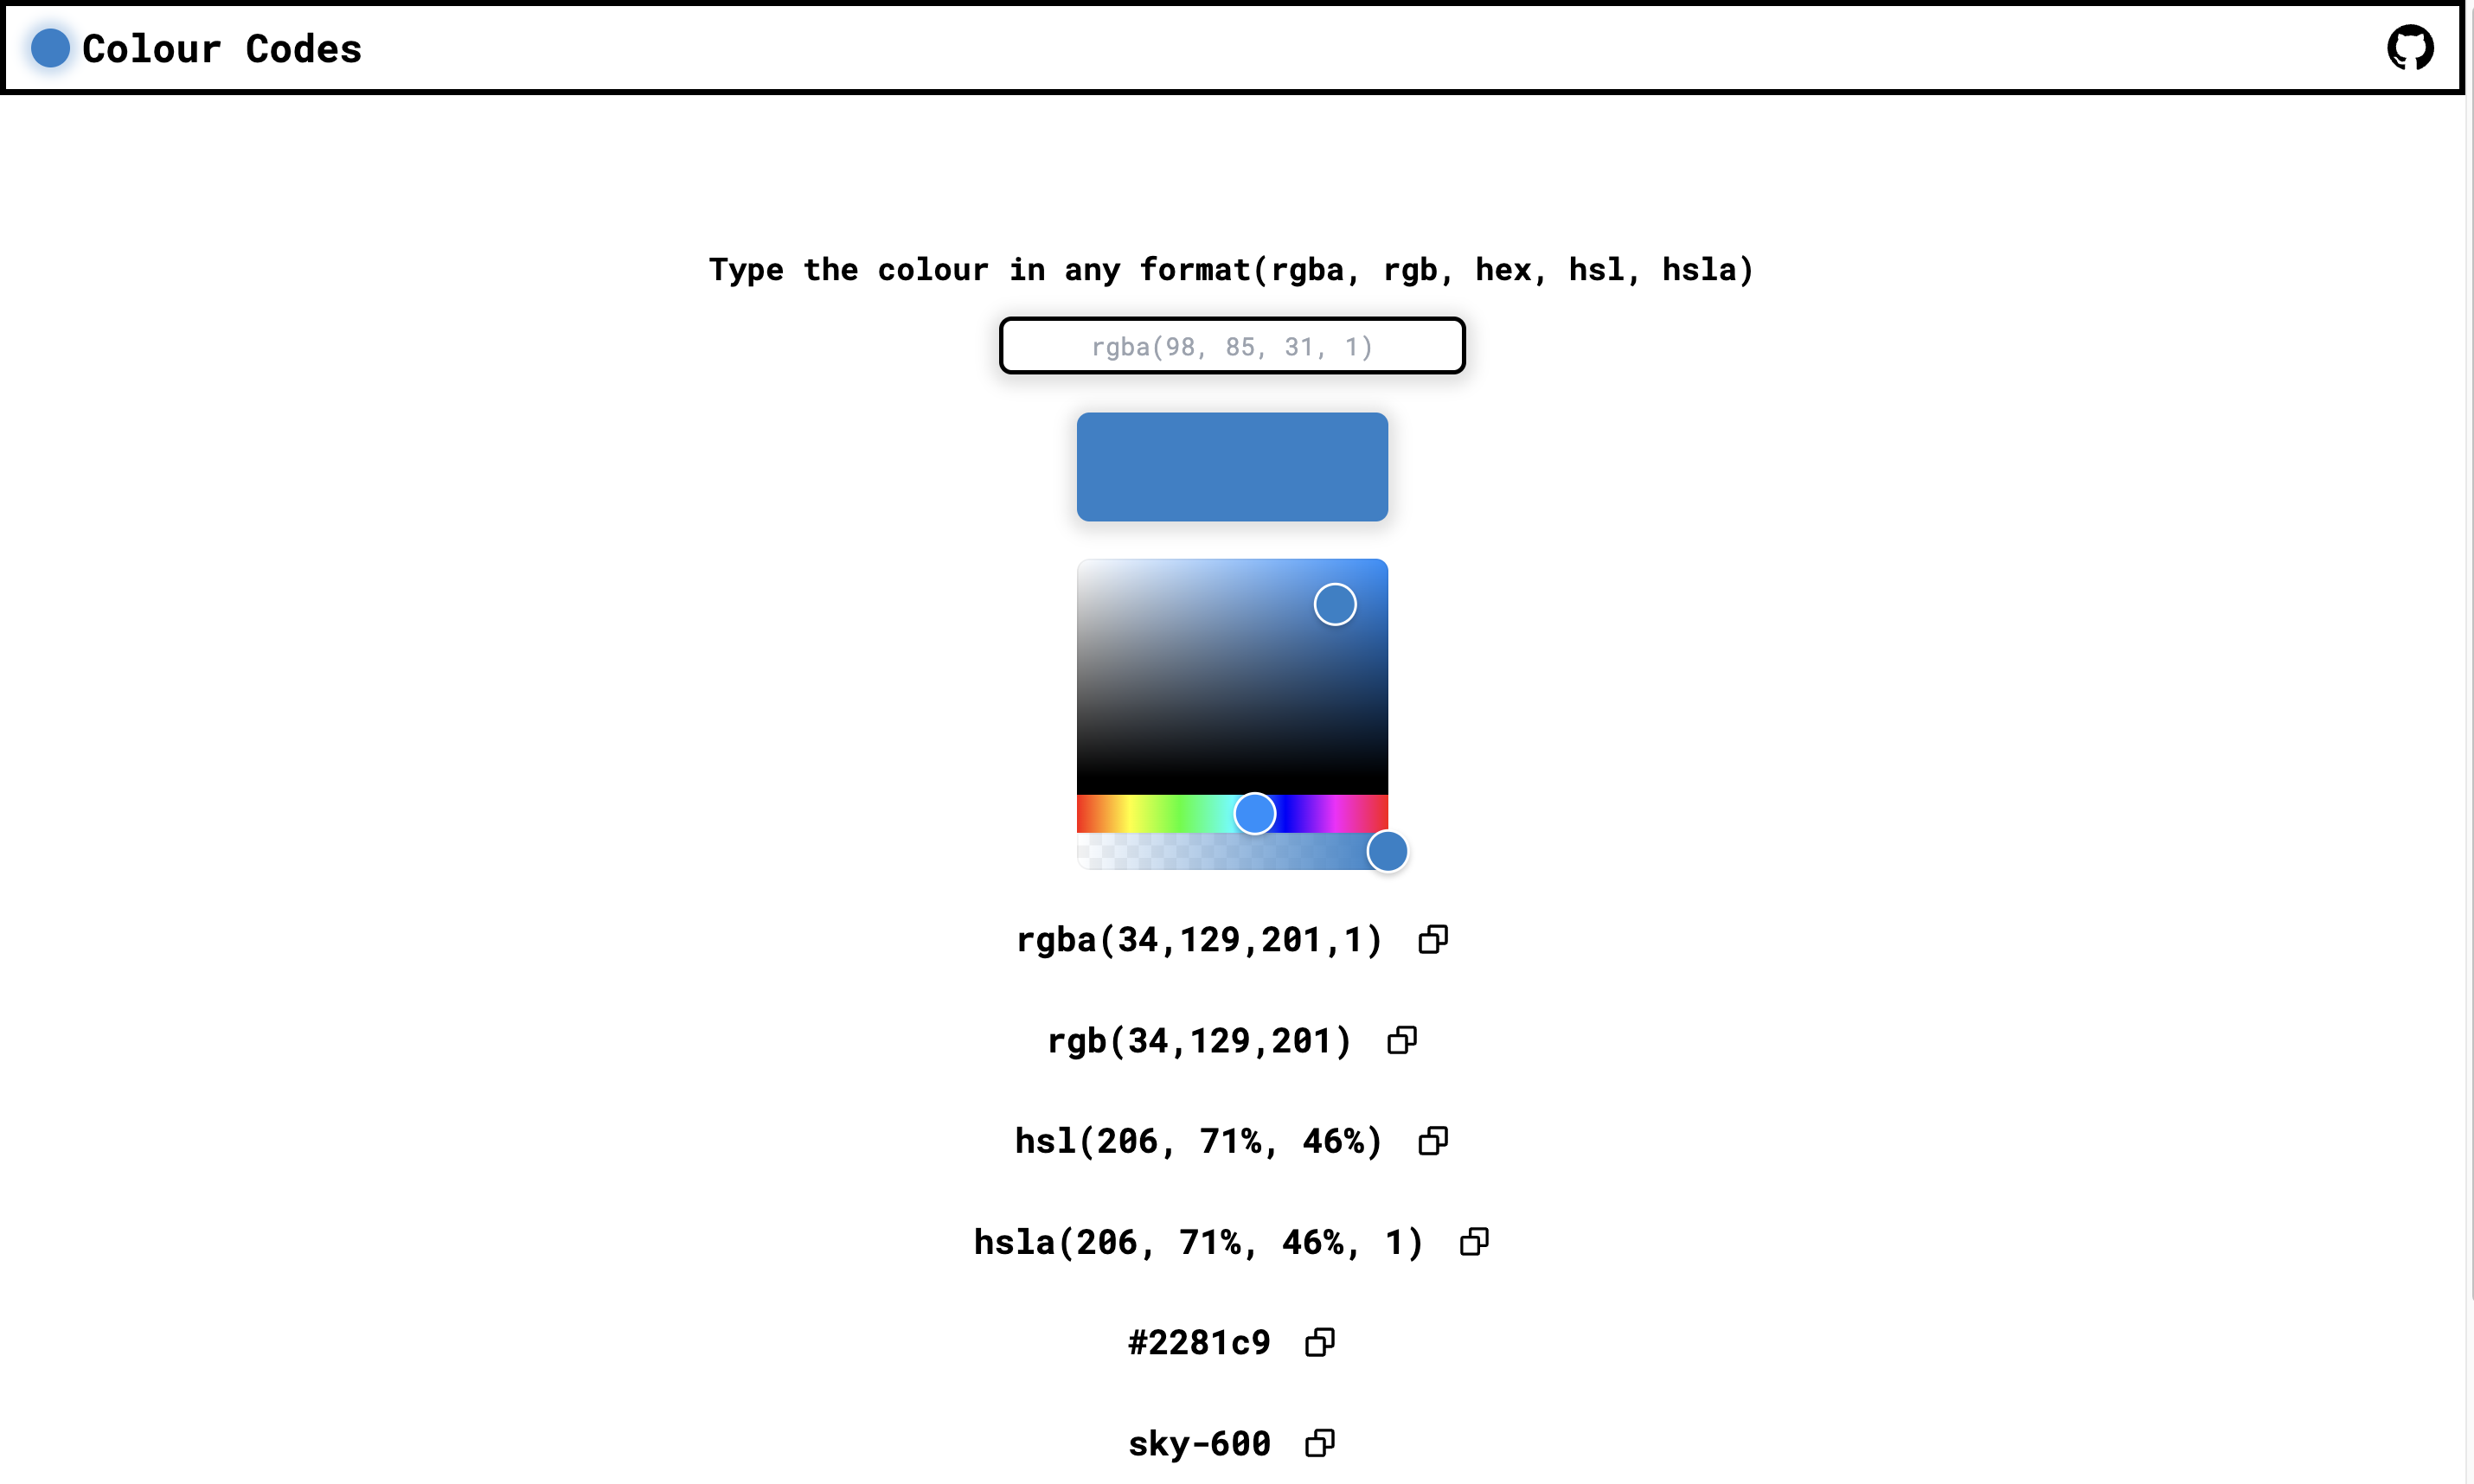 Colour Codes
Type the colour in any format(rgba, rgb, hex, hsl, hsla)
rgba(98, 85, 31, 1)
rgba(34,129,201,1)
rgb(34,129,201)
hsl(206, 71%, 46%)
hsla(206, 71%, 46%, 1)
#2281c9
sky-600